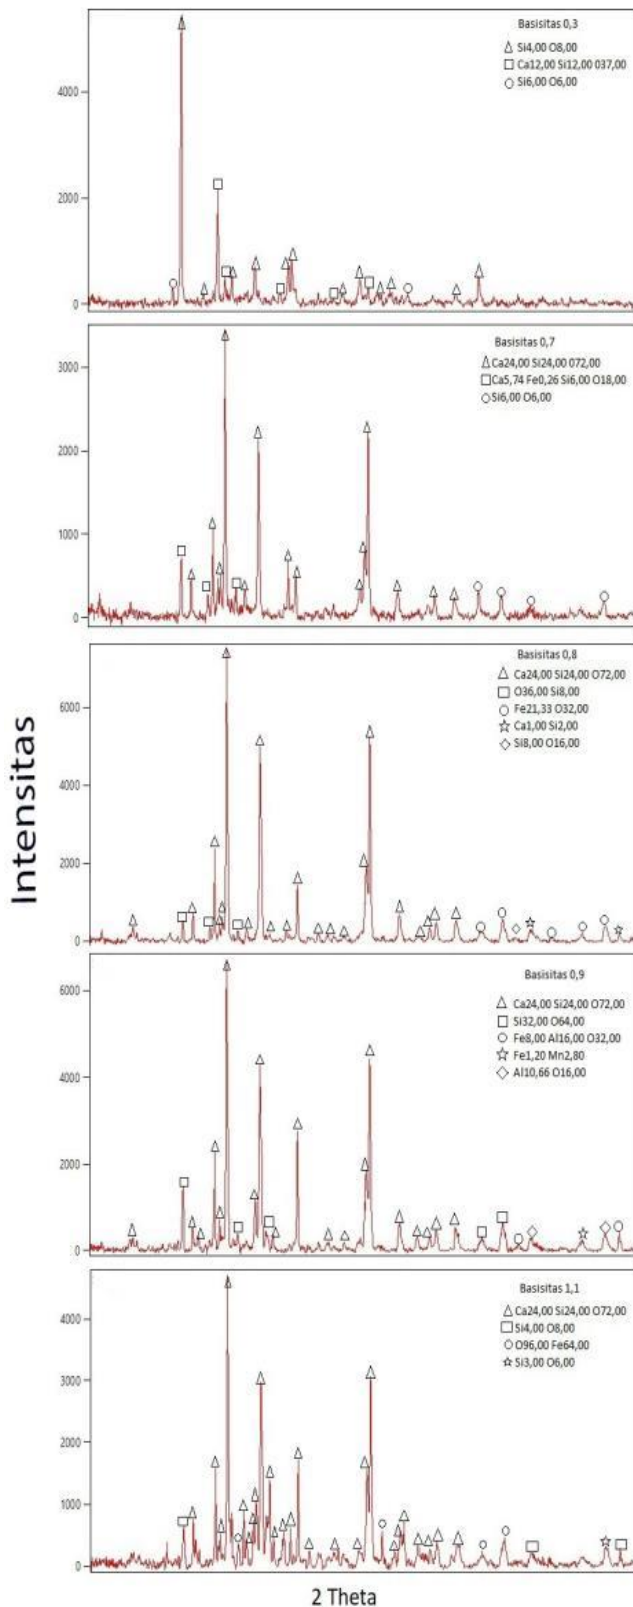 Basisitas 0,3
Si4,00 O8,00
Ca12,00 Si12,00 O37,00
Si6,00 O6,00
4000
2000
0
Basisitas 0,7
Ca24,00 Si24,00 O72,00
Ca5,74 Fe0,26 Si6,00 O18,00
Si6,00 O6,00
3000
2000
1000
0
Basisitas 0,8
Ca24,00 Si24,00 O72,00
O36,00 Si8,00
Fe21,33 O32,00
Ca1,00 Si2,00
Si8,00 O16,00
6000
4000
2000
0
Intensitas
Basisitas 0,9
Ca24,00 Si24,00 O72,00
Si32,00 O64,00
Fe8,00 Al16,00 O32,00
Fe1,20 Mn2,80
Al10,66 O16,00
6000
4000
2000
0
Basisitas 1,1
Ca24,00 Si24,00 O72,00
Si4,00 O8,00
O96,00 Fe64,00
Si3,00 O6,00
4000
3000
2000
1000
0
2 Theta